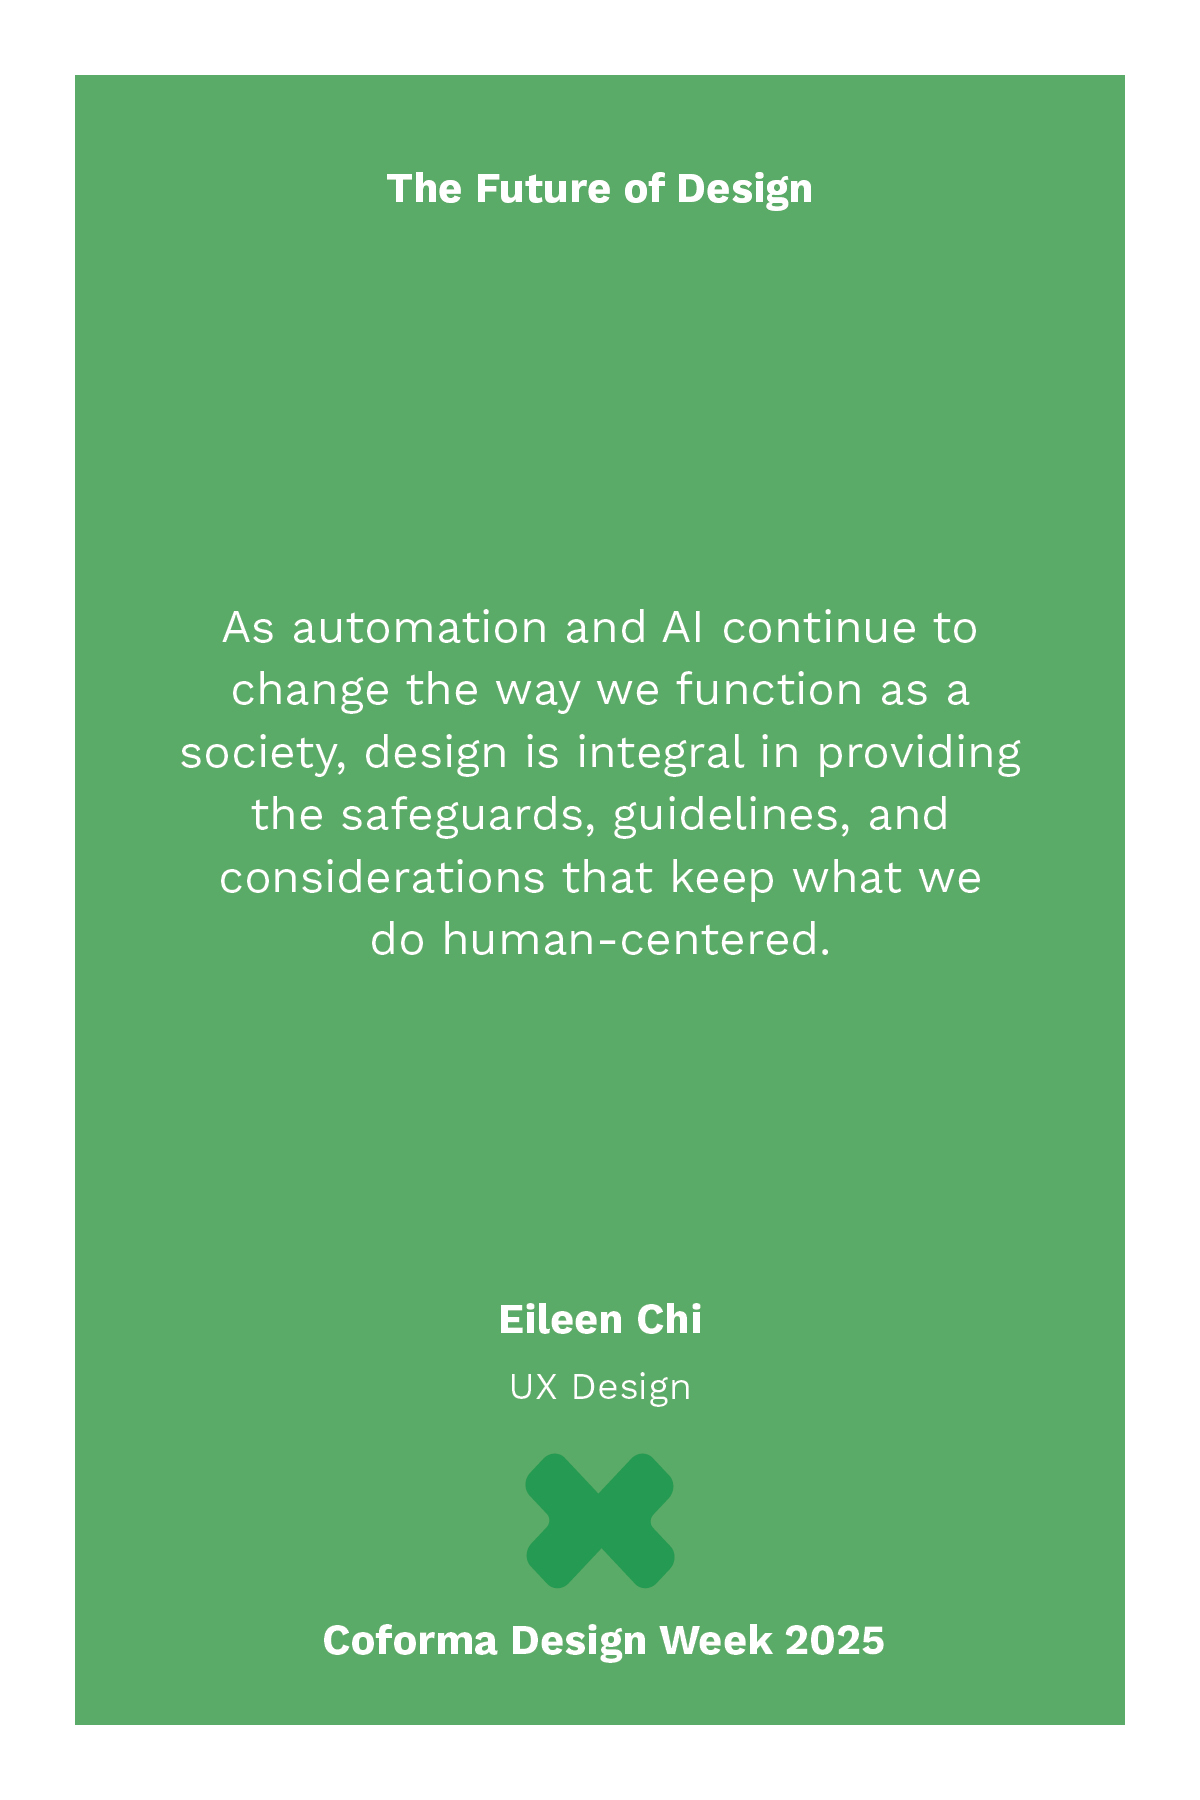 The Future of Design
As automation and AI continue to
change the way we function as a
society, design is integral in providing
the safeguards, guidelines, and
considerations that keep what we
do human-centered.
Eileen Chi
UX Design
Coforma Design Week 2025